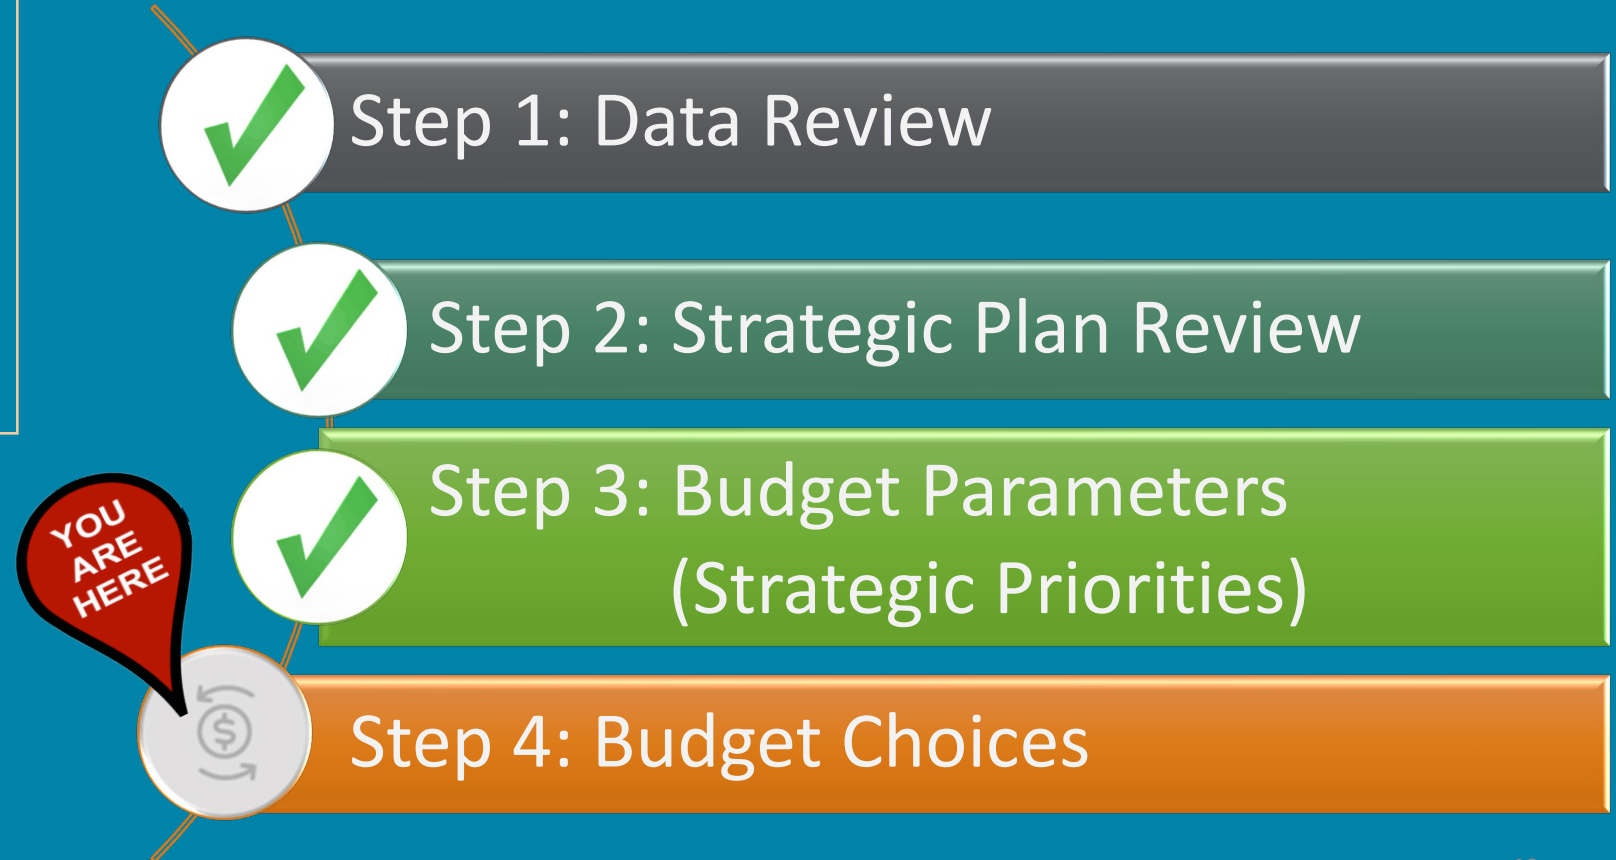 Step 1: Data Review
Step 2: Strategic Plan Review
Step 3: Budget Parameters
(Strategic Priorities)
YOU
ARE
HERE
$
Step 4: Budget Choices